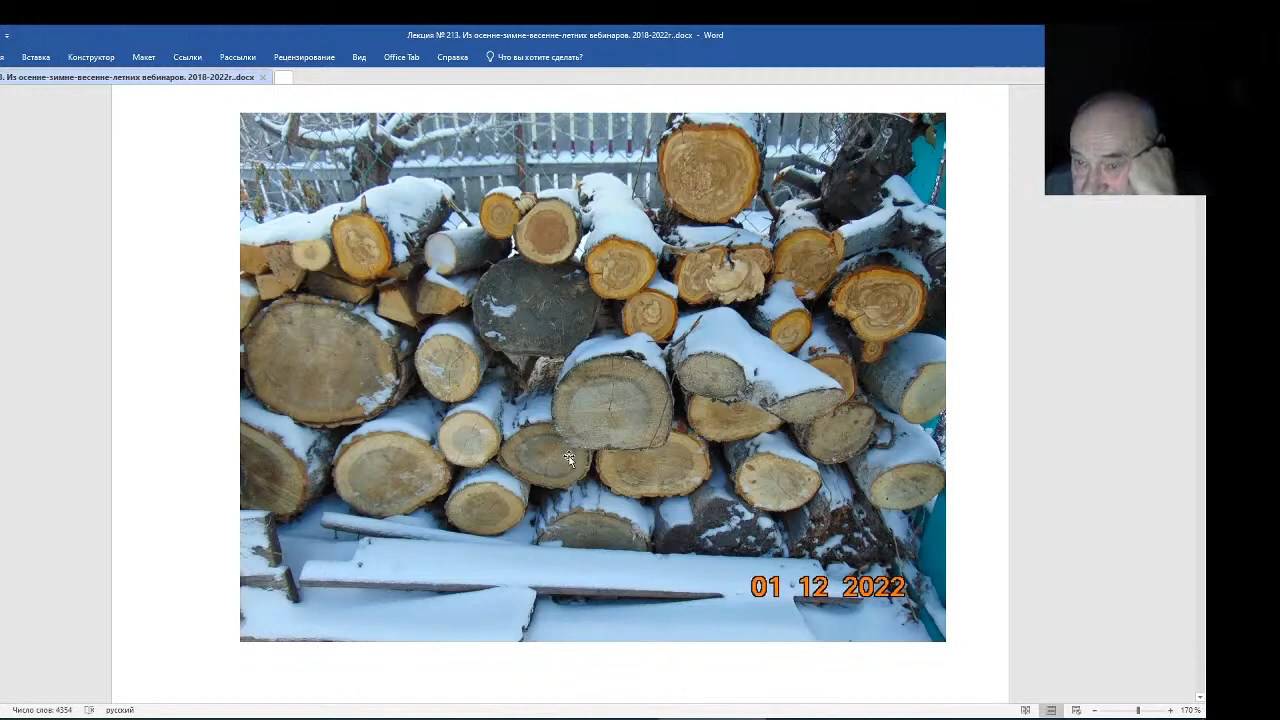 Лекция № 213. Из осенне-зимне-весенне-летних вебинаров. 2018-2022г..docx - Word
Вставка Конструктор Макет Ссылки Рассылки Рецензирование Вид Office Tab Справка Что вы хотите сделать?
3. Из осенне-зимне-весенне-летних вебинаров. 2018-2022г..docx
01 12 2022
Число слов: 4354 русский 170 %